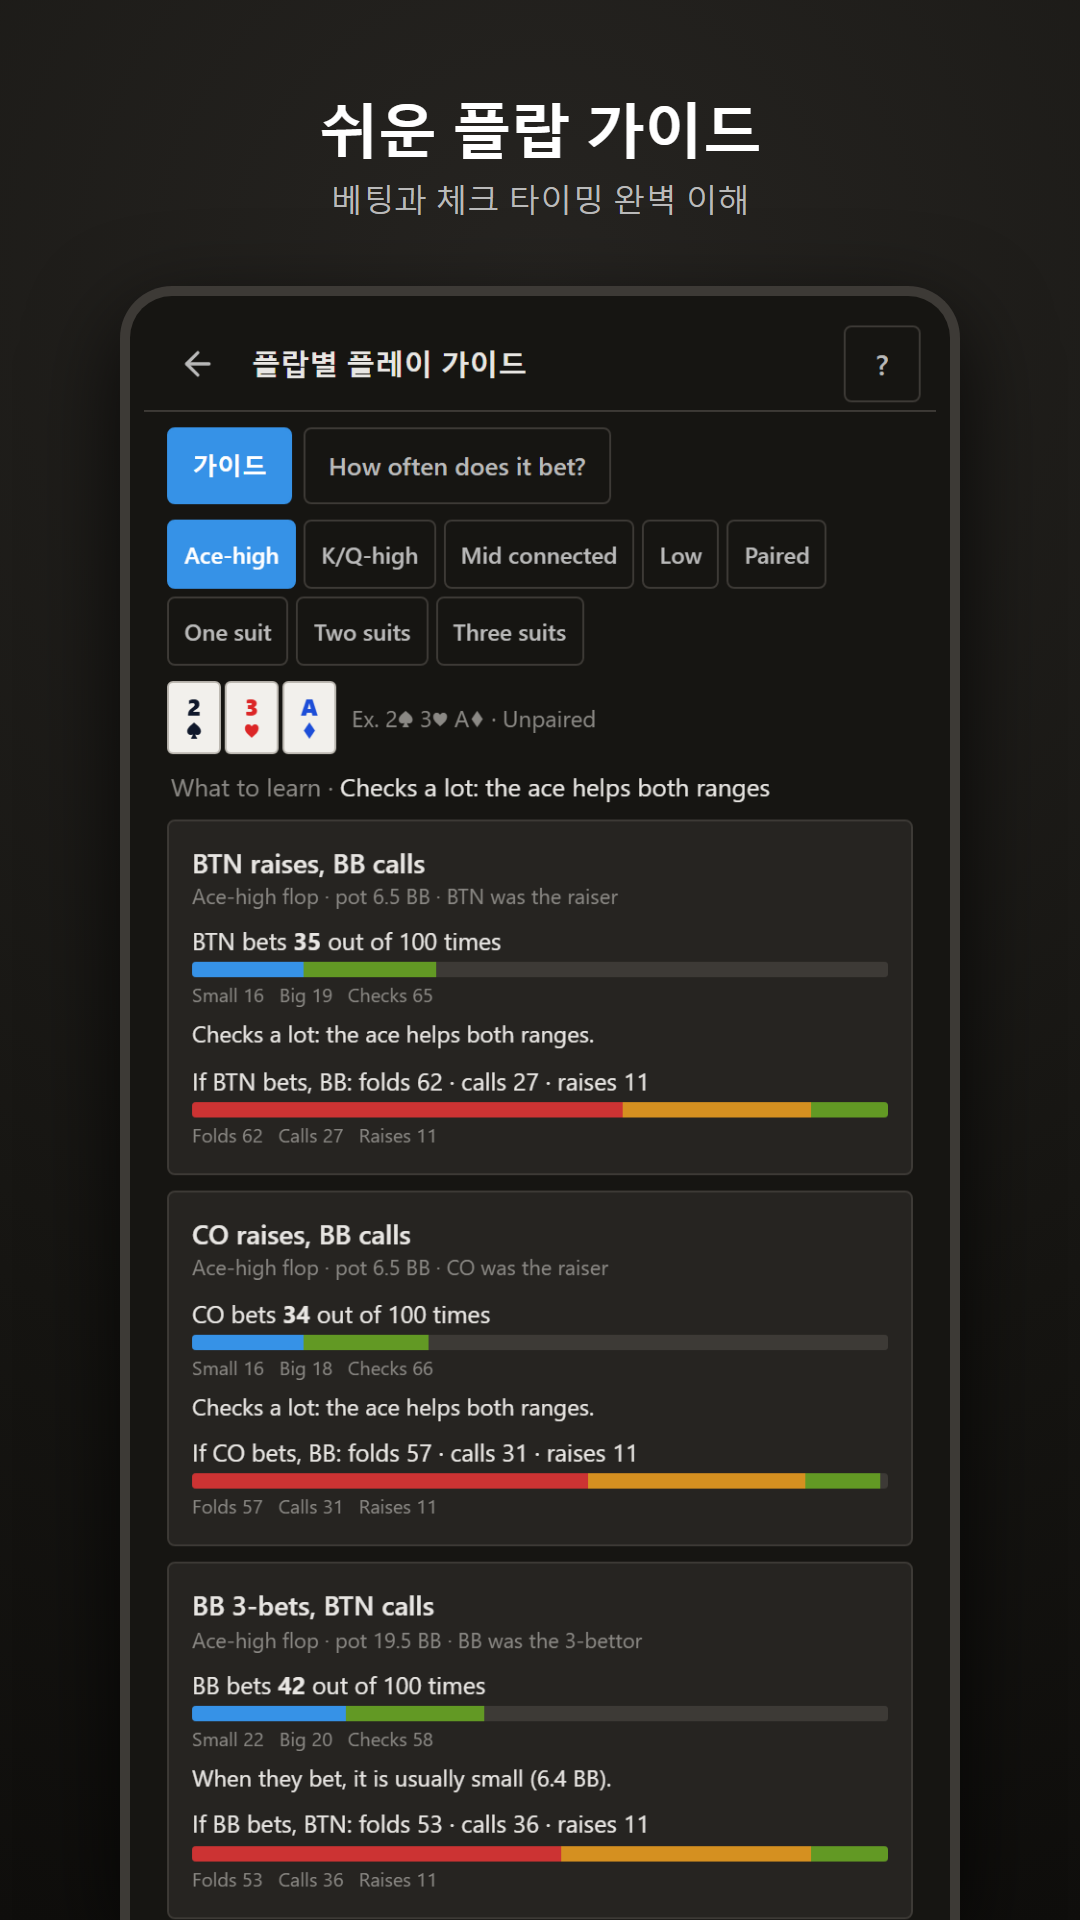 쉬운 플랍 가이드
베팅과 체크 타이밍 완벽 이해
플랍별 플레이 가이드
?
가이드
How often does it bet?
Ace-high
K/Q-high
Mid connected
Low
Paired
One suit
Two suits
Three suits
2♠ 3♥ A♦
Ex. 2♠ 3♥ A♦ · Unpaired
What to learn · Checks a lot: the ace helps both ranges
BTN raises, BB calls
Ace-high flop · pot 6.5 BB · BTN was the raiser
BTN bets 35 out of 100 times
Small 16 Big 19 Checks 65
Checks a lot: the ace helps both ranges.
If BTN bets, BB: folds 62 · calls 27 · raises 11
Folds 62 Calls 27 Raises 11
CO raises, BB calls
Ace-high flop · pot 6.5 BB · CO was the raiser
CO bets 34 out of 100 times
Small 16 Big 18 Checks 66
Checks a lot: the ace helps both ranges.
If CO bets, BB: folds 57 · calls 31 · raises 11
Folds 57 Calls 31 Raises 11
BB 3-bets, BTN calls
Ace-high flop · pot 19.5 BB · BB was the 3-bettor
BB bets 42 out of 100 times
Small 22 Big 20 Checks 58
When they bet, it is usually small (6.4 BB).
If BB bets, BTN: folds 53 · calls 36 · raises 11
Folds 53 Calls 36 Raises 11